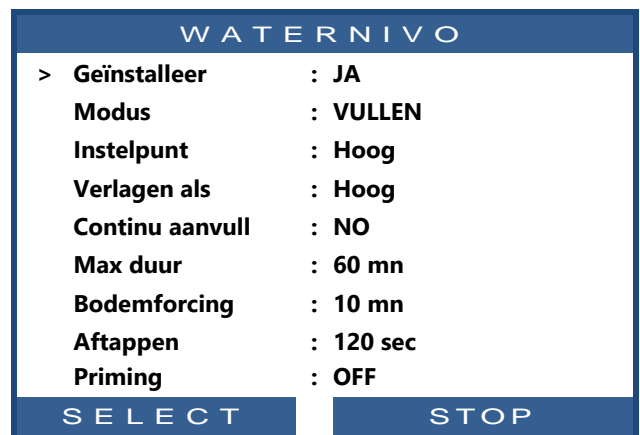 WATERNIVO
> Geïnstalleer : JA
Modus : VULLEN
Instelpunt : Hoog
Verlagen als : Hoog
Continu aanvull : NO
Max duur : 60 mn
Bodemforcing : 10 mn
Aftappen : 120 sec
Priming : OFF
SELECT STOP